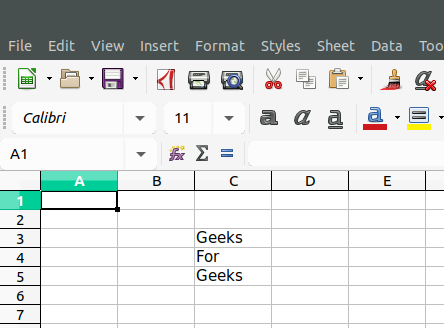 File Edit View Insert Format Styles Sheet Data Too
Calibri 11 a a a a
A1 fx Σ =
A B C D E
1
2
3 Geeks
4 For
5 Geeks
6
7